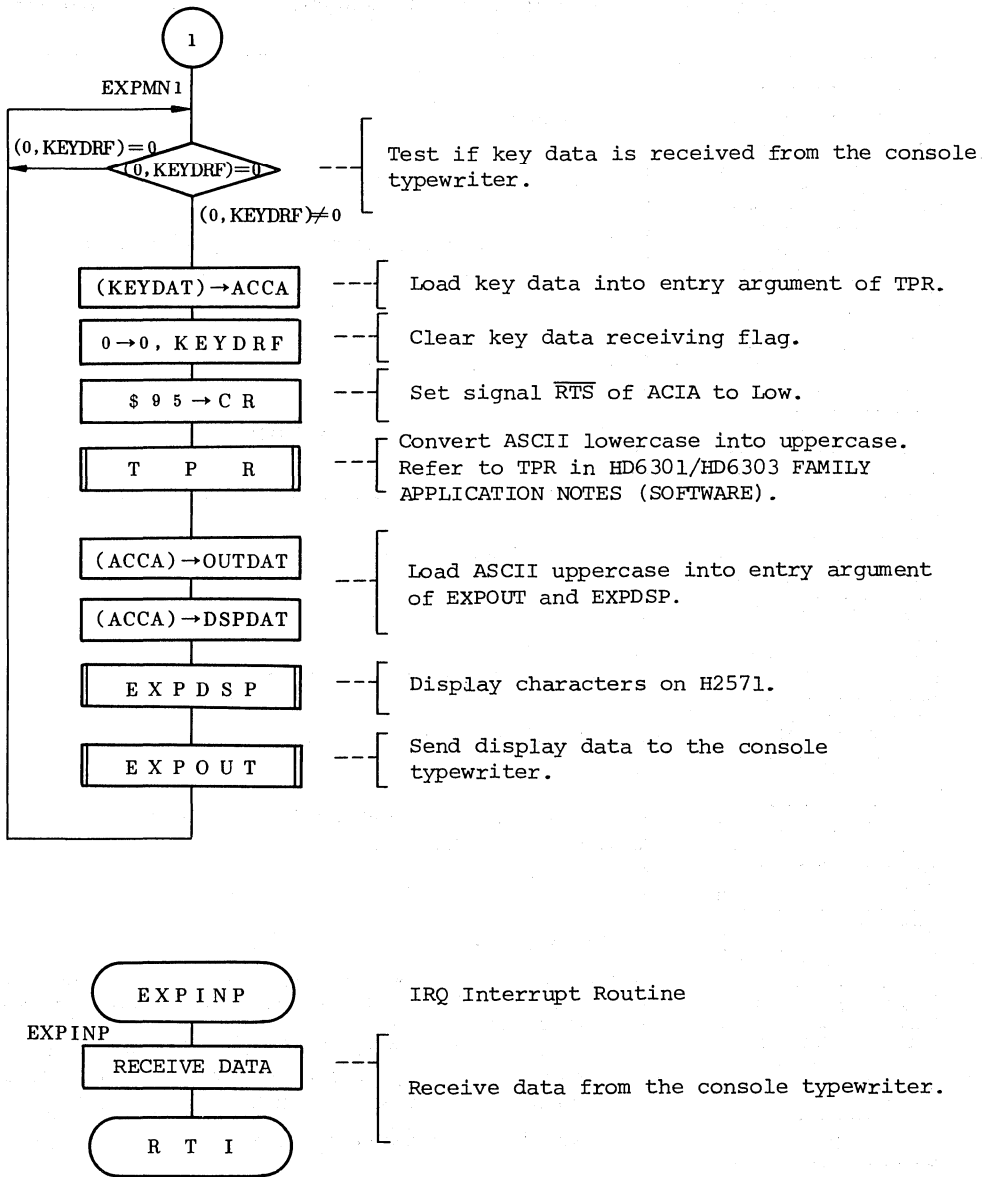 1
EXPMN1
(0,KEYDRF)=0
(0,KEYDRF)=0
Test if key data is received from the console
typewriter.
(0,KEYDRF)≠0
(KEYDAT)→ACCA
Load key data into entry argument of TPR.
0→0, KEYDRF
Clear key data receiving flag.
$95→CR
Set signal R̅T̅S̅ of ACIA to Low.
TPR
Convert ASCII lowercase into uppercase.
Refer to TPR in HD6301/HD6303 FAMILY
APPLICATION NOTES (SOFTWARE).
(ACCA)→OUTDAT
(ACCA)→DSPDAT
Load ASCII uppercase into entry argument
of EXPOUT and EXPDSP.
EXPDSP
Display characters on H2571.
EXPOUT
Send display data to the console
typewriter.
EXPINP
IRQ Interrupt Routine
EXPINP
RECEIVE DATA
Receive data from the console typewriter.
RTI